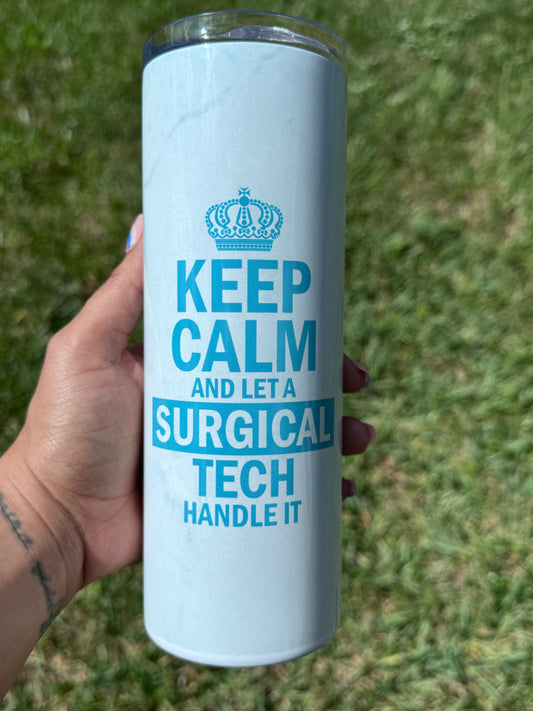 KEEP
CALM
AND LET A
SURGICAL
TECH
HANDLE IT